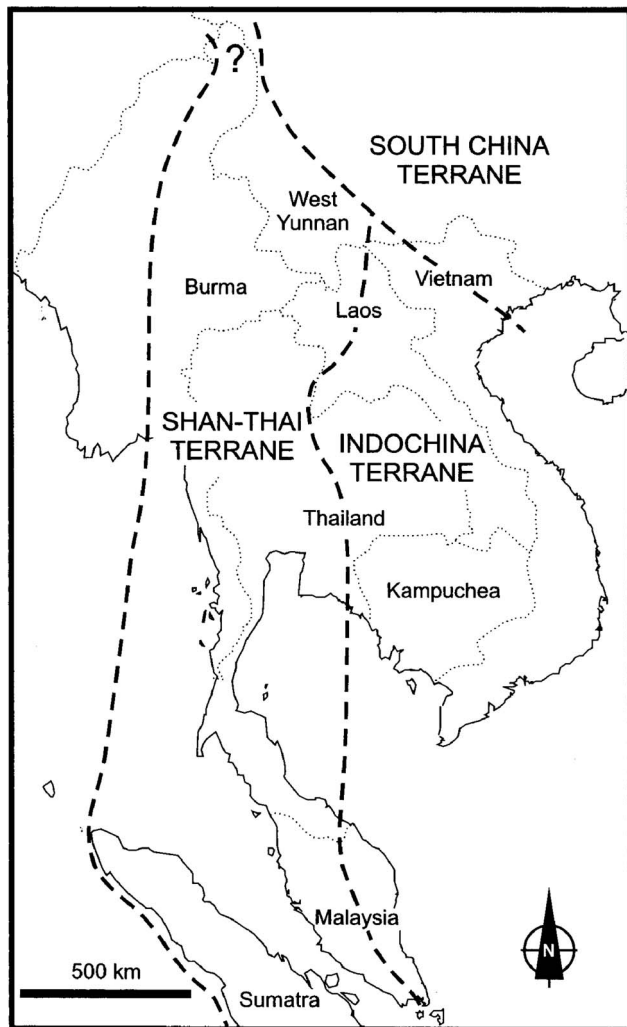 ?
SOUTH CHINA
TERRANE
West
Yunnan
Vietnam
Burma
Laos
SHAN-THAI
TERRANE
INDOCHINA
TERRANE
Thailand
Kampuchea
Malaysia
N
500 km
Sumatra